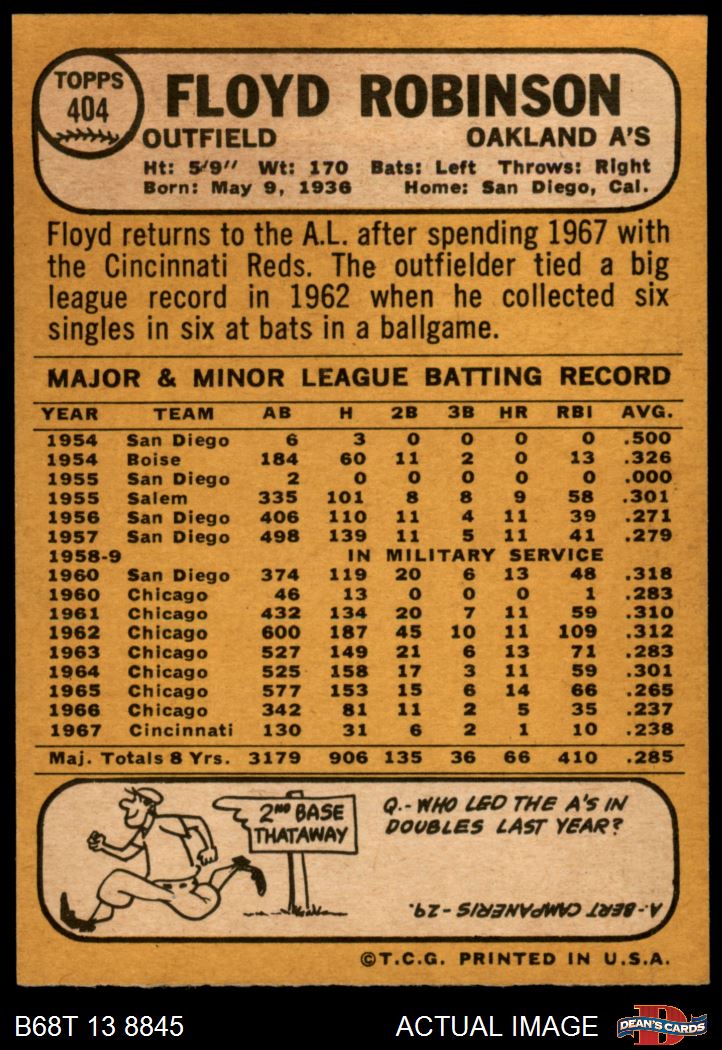 TOPPS
404
FLOYD ROBINSON
OUTFIELD OAKLAND A'S
Ht: 5'9'' Wt: 170 Bats: Left Throws: Right
Born: May 9, 1936 Home: San Diego, Cal.
Floyd returns to the A.L. after spending 1967 with
the Cincinnati Reds. The outfielder tied a big
league record in 1962 when he collected six
singles in six at bats in a ballgame.
MAJOR & MINOR LEAGUE BATTING RECORD
YEAR TEAM AB H 2B 3B HR RBI AVG.
1954 San Diego 6 3 0 0 0 0 .500
1954 Boise 184 60 11 2 0 13 .326
1955 San Diego 2 0 0 0 0 0 .000
1955 Salem 335 101 8 8 9 58 .301
1956 San Diego 406 110 11 4 11 39 .271
1957 San Diego 498 139 11 5 11 41 .279
1958-9 IN MILITARY SERVICE
1960 San Diego 374 119 20 6 13 48 .318
1960 Chicago 46 13 0 0 0 1 .283
1961 Chicago 432 134 20 7 11 59 .310
1962 Chicago 600 187 45 10 11 109 .312
1963 Chicago 527 149 21 6 13 71 .283
1964 Chicago 525 158 17 3 11 59 .301
1965 Chicago 577 153 15 6 14 66 .265
1966 Chicago 342 81 11 2 5 35 .237
1967 Cincinnati 130 31 6 2 1 10 .238
Maj. Totals 8 Yrs. 3179 906 135 36 66 410 .285
2ND BASE
THATAWAY
Q.- WHO LED THE A'S IN
DOUBLES LAST YEAR?
A.- BERT CAMPANERIS - 29.
©T.C.G. PRINTED IN U.S.A.
B68T 13 8845 ACTUAL IMAGE
D
DEAN'S CARDS